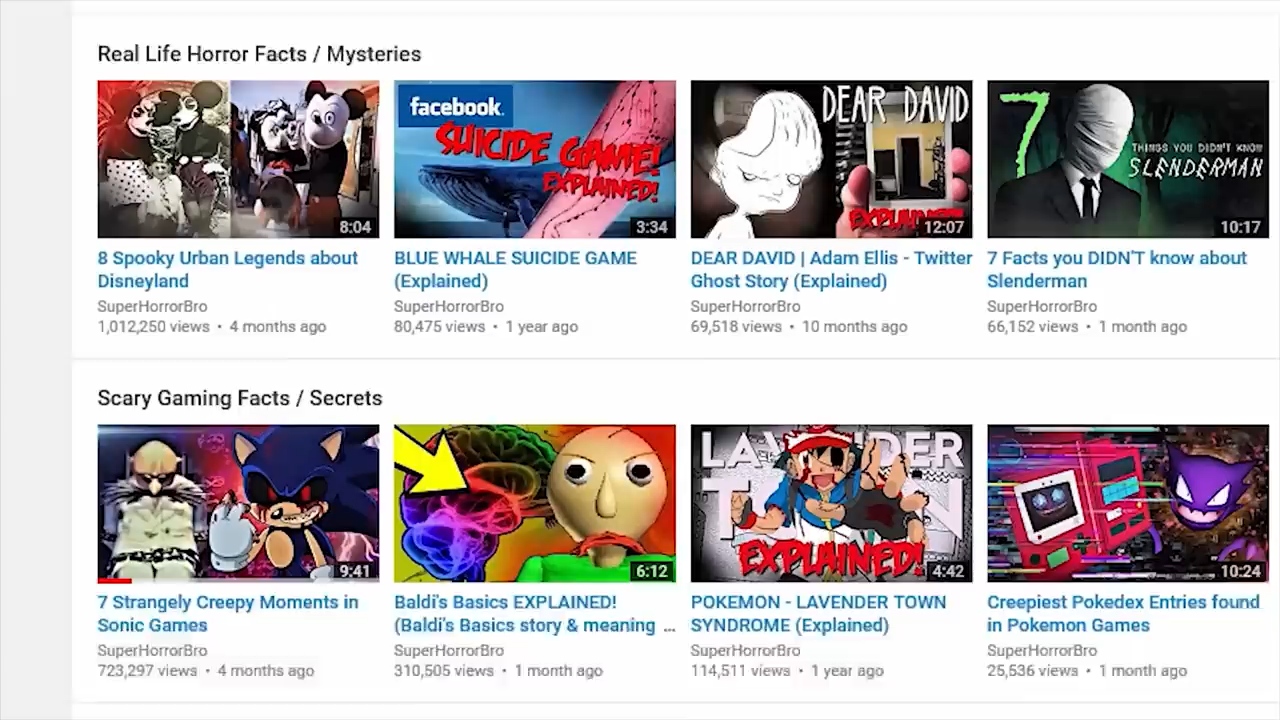 Real Life Horror Facts / Mysteries
facebook.
SUICIDE GAME!
EXPLAINED!
DEAR DAVID
EXPLAINED
7
THINGS YOU DIDN'T KNOW
SLENDERMAN
8:04
3:34
12:07
10:17
8 Spooky Urban Legends about
Disneyland
SuperHorrorBro
1,012,250 views • 4 months ago
BLUE WHALE SUICIDE GAME
(Explained)
SuperHorrorBro
80,475 views • 1 year ago
DEAR DAVID | Adam Ellis - Twitter
Ghost Story (Explained)
SuperHorrorBro
69,518 views • 10 months ago
7 Facts you DIDN'T know about
Slenderman
SuperHorrorBro
66,152 views • 1 month ago
Scary Gaming Facts / Secrets
LAVENDER
TOWN
EXPLAINED!
9:41
6:12
4:42
10:24
7 Strangely Creepy Moments in
Sonic Games
SuperHorrorBro
723,297 views • 4 months ago
Baldi's Basics EXPLAINED!
(Baldi's Basics story & meaning ...
SuperHorrorBro
310,505 views • 1 month ago
POKEMON - LAVENDER TOWN
SYNDROME (Explained)
SuperHorrorBro
114,511 views • 1 year ago
Creepiest Pokedex Entries found
in Pokemon Games
SuperHorrorBro
25,536 views • 1 month ago